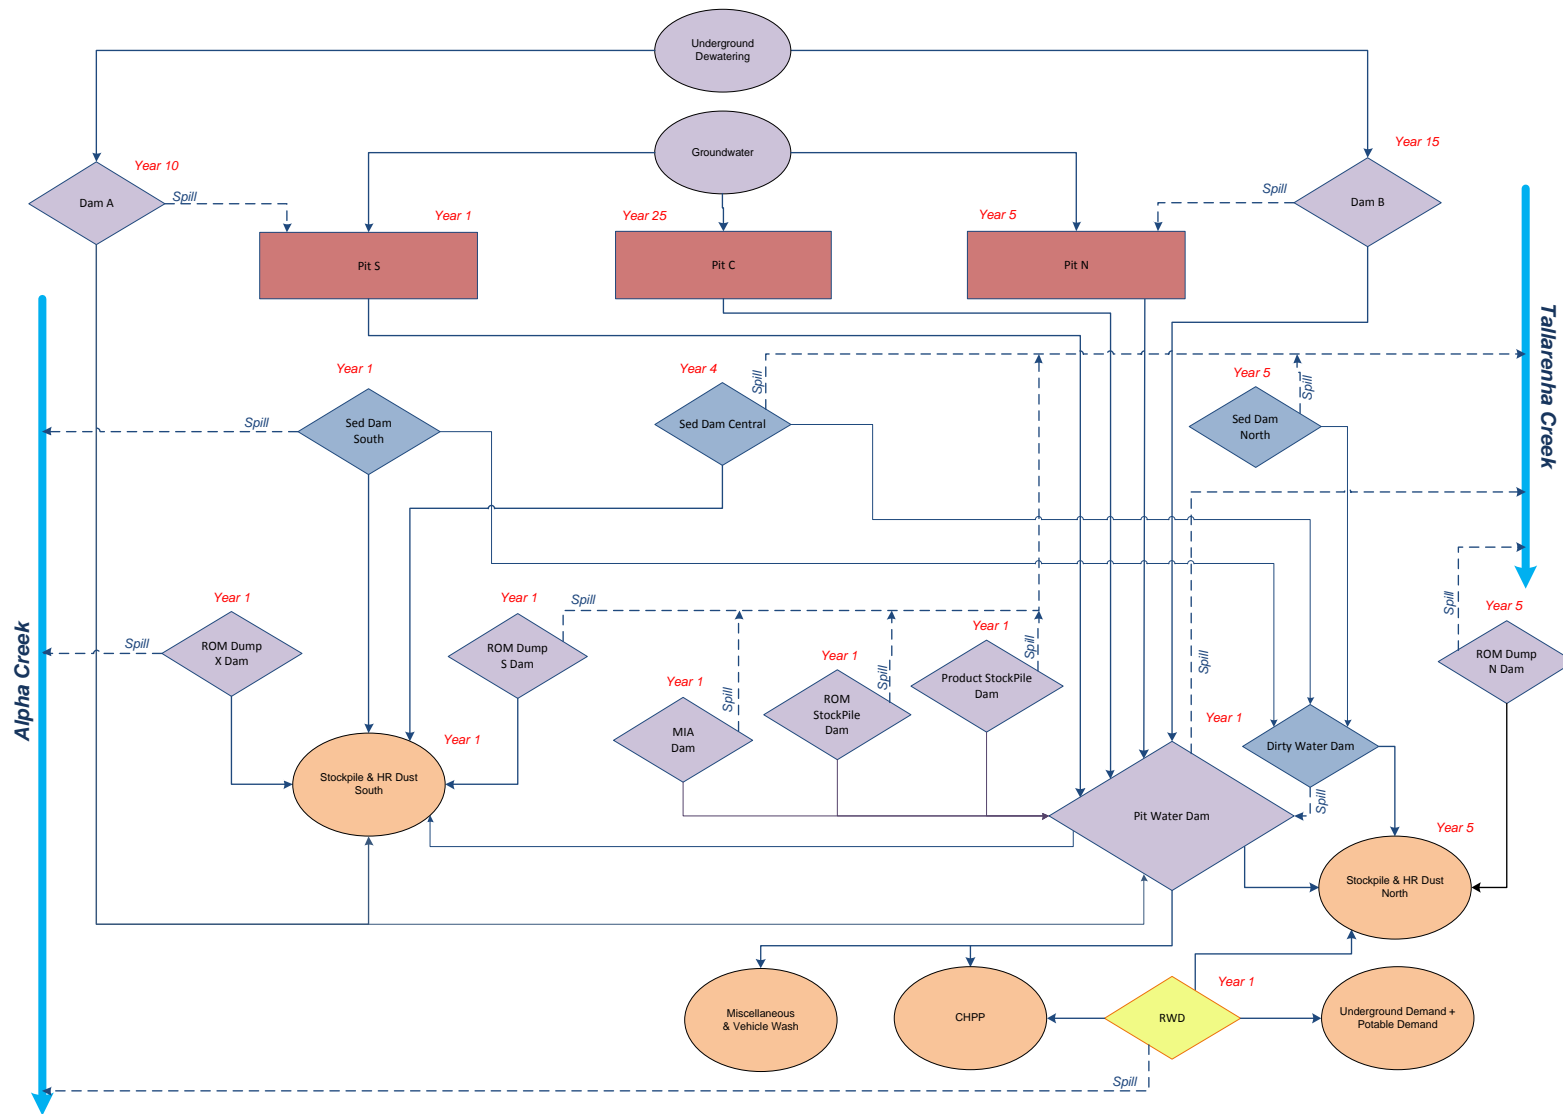 Underground
Dewatering
Groundwater
Year 10
Year 15
Dam A
Spill
Spill
Dam B
Year 1
Year 25
Year 5
Pit S
Pit C
Pit N
Tallarenha Creek
Year 1
Year 4
Year 5
Spill
Spill
Spill
Sed Dam
South
Sed Dam Central
Sed Dam
North
Alpha Creek
Year 1
Year 1
Spill
Year 1
Year 1
Year 5
Spill
Spill
ROM Dump
X Dam
ROM Dump
S Dam
Year 1
Spill
Spill
Spill
Spill
ROM Dump
N Dam
Product StockPile
Dam
ROM
StockPile
Dam
MIA
Dam
Year 1
Year 1
Dirty Water Dam
Spill
Stockpile & HR Dust
South
Pit Water Dam
Year 5
Stockpile & HR Dust
North
Year 1
Miscellaneous
& Vehicle Wash
CHPP
RWD
Underground Demand +
Potable Demand
Spill